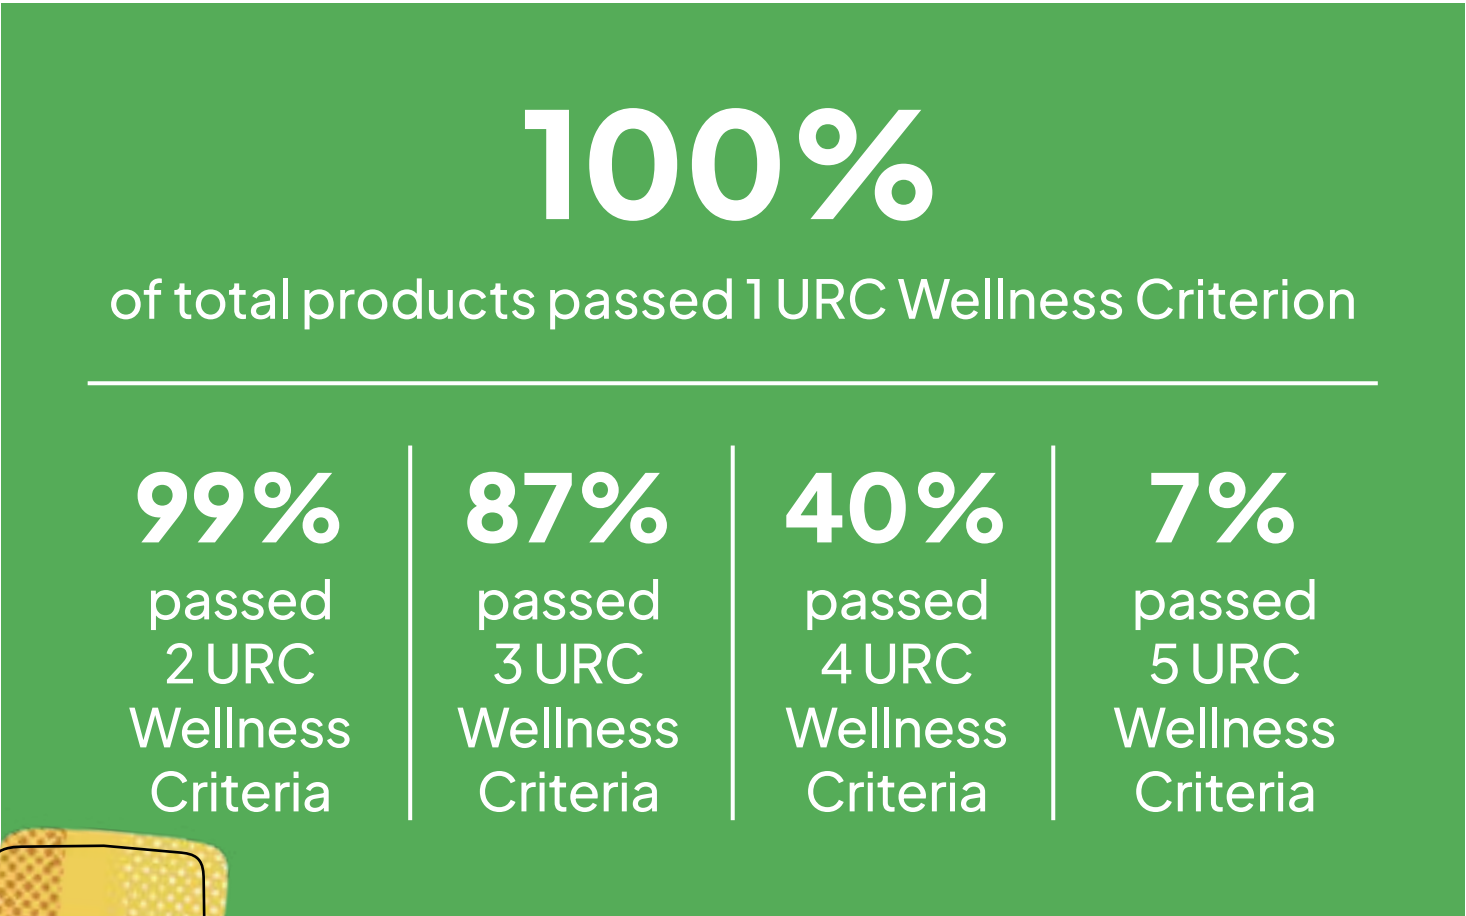 100%
of total products passed 1 URC Wellness Criterion
99%
passed
2 URC
Wellness
Criteria
87%
passed
3 URC
Wellness
Criteria
40%
passed
4 URC
Wellness
Criteria
7%
passed
5 URC
Wellness
Criteria